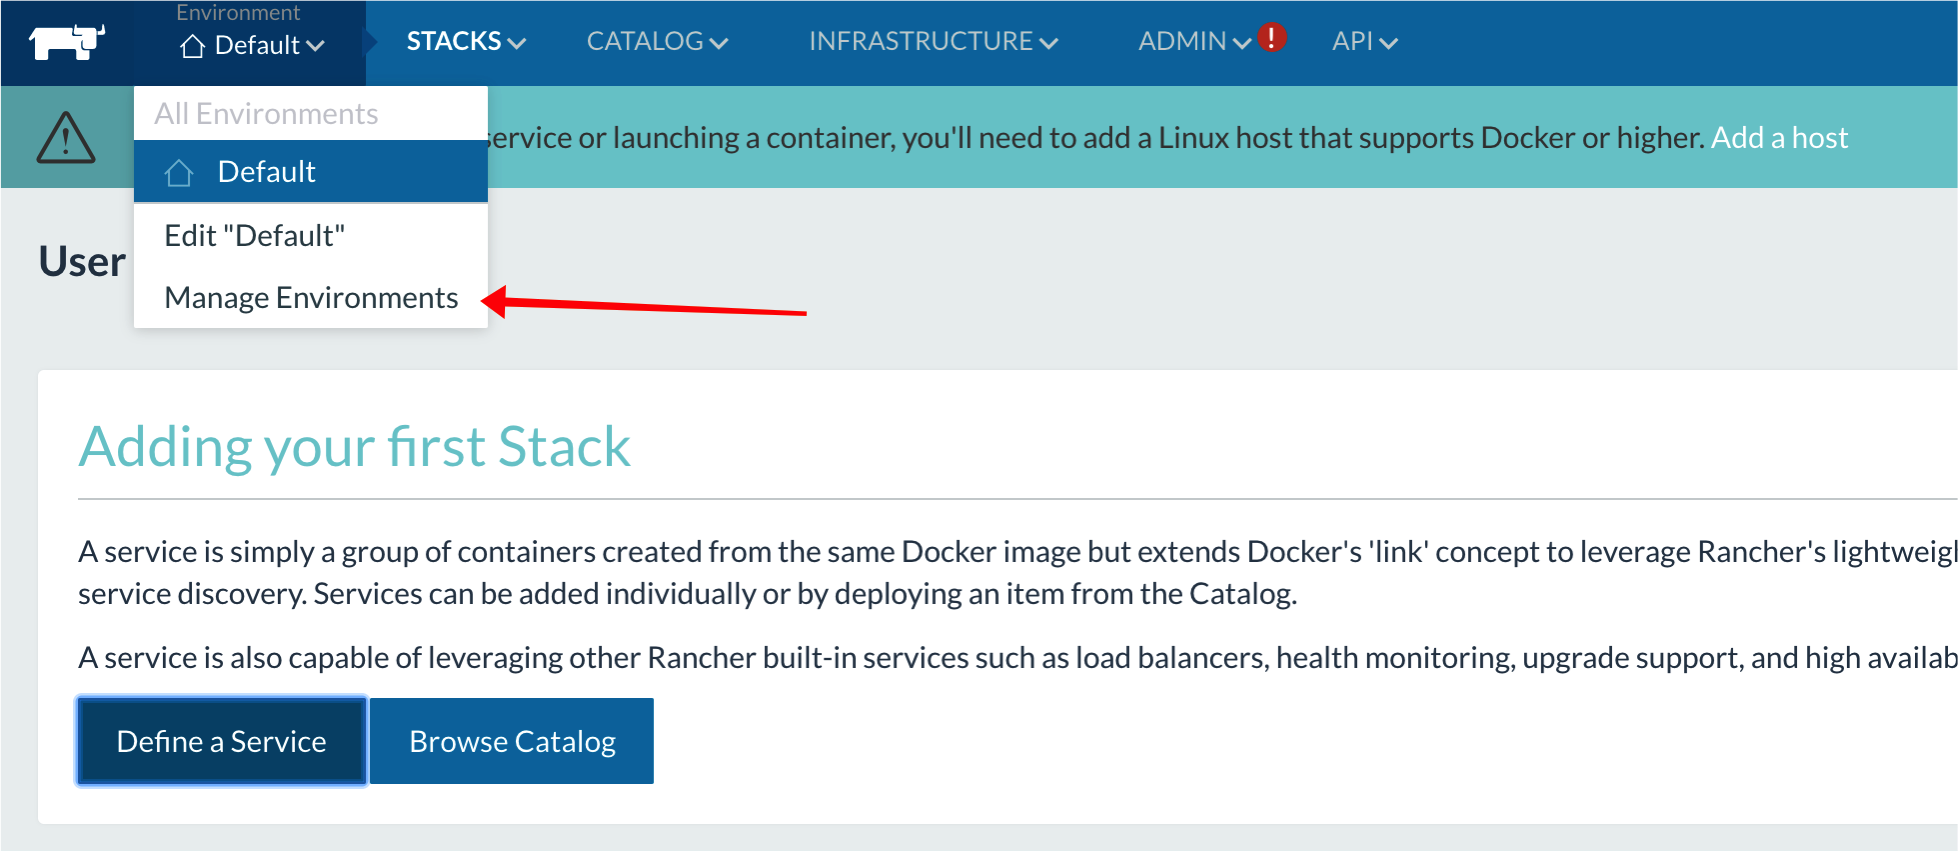 Environment
Default
STACKS
CATALOG
INFRASTRUCTURE
ADMIN
!
API
All Environments
Default
Edit "Default"
Manage Environments
service or launching a container, you'll need to add a Linux host that supports Docker or higher. Add a host
User
Adding your first Stack
A service is simply a group of containers created from the same Docker image but extends Docker's 'link' concept to leverage Rancher's
service discovery. Services can be added individually or by deploying an item from the Catalog.
A service is also capable of leveraging other Rancher built-in services such as load balancers, health monitoring, upgrade support, and high
Define a Service
Browse Catalog